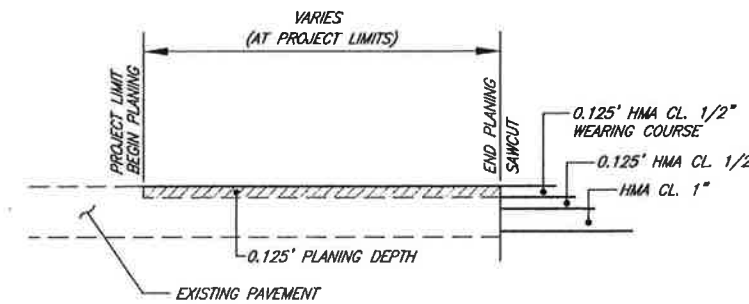 VARIES
(AT PROJECT LIMITS)
PROJECT LIMIT
BEGIN PLANING
END PLANING
SAWCUT
0.125' HMA CL. 1/2"
WEARING COURSE
0.125' HMA CL. 1/2
HMA CL. 1"
0.125' PLANING DEPTH
EXISTING PAVEMENT